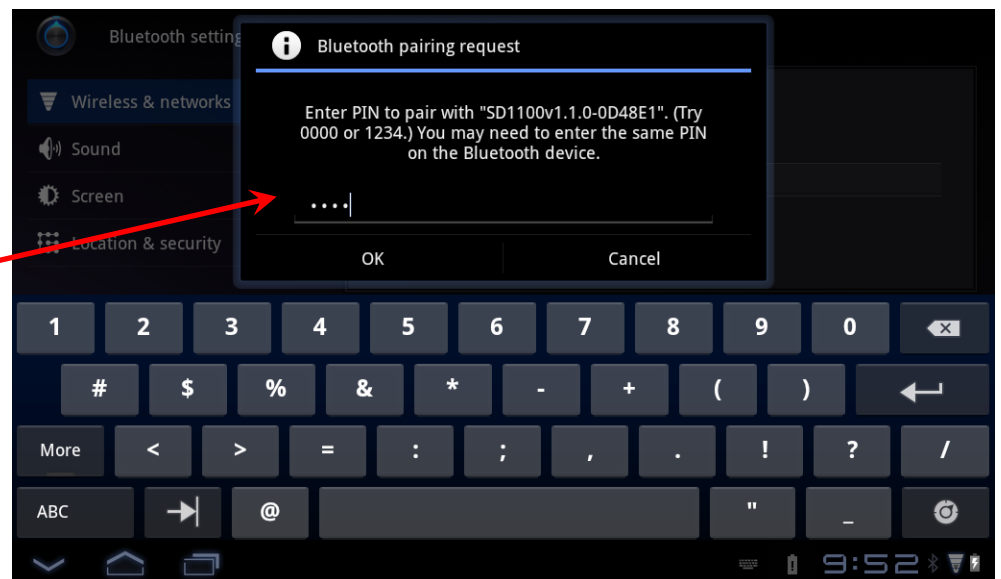 Bluetooth setting
Bluetooth pairing request
Wireless & networks
Sound
Screen
Location & security
Enter PIN to pair with "SD1100v1.1.0-0D48E1". (Try
0000 or 1234.) You may need to enter the same PIN
on the Bluetooth device.
••••
OK Cancel
1 2 3 4 5 6 7 8 9 0
# $ % & * - + ( )
More < > = : ; , . ! ? /
ABC @ " _
9:52